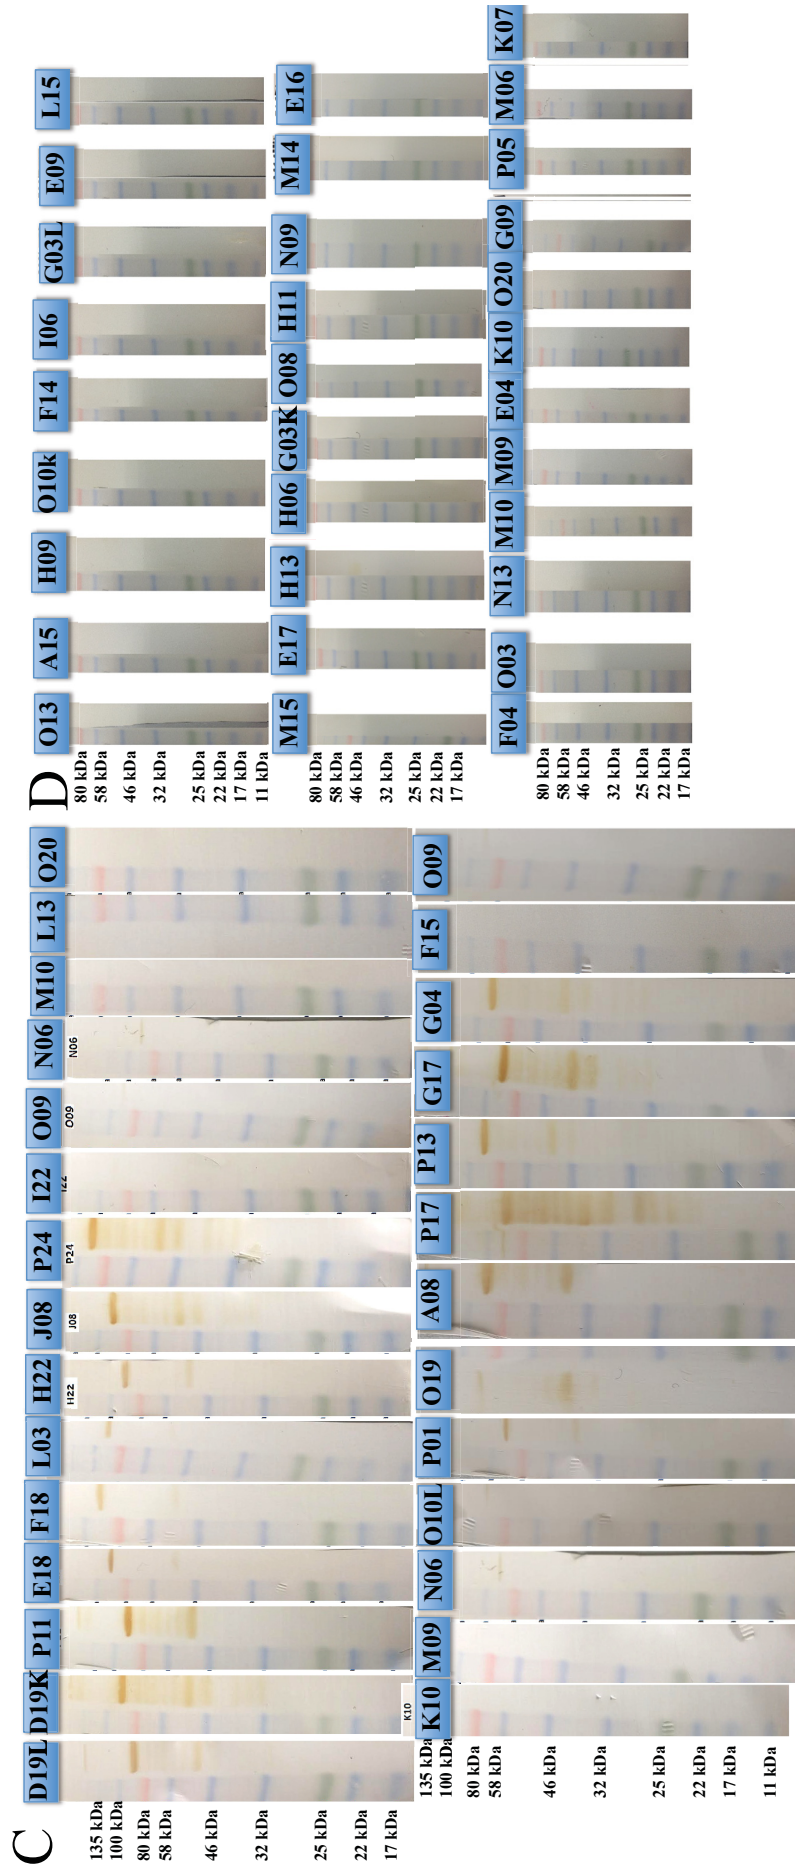 C
D19L D19K P11 E18 F18 L03 H22 J08 P24 I22 O09 N06 M10 L13 O20
H22 J08 P24 I22 O09 N06
135 kDa
100 kDa
80 kDa
58 kDa
46 kDa
32 kDa
25 kDa
22 kDa
17 kDa
K10 M09 N06 O10L P01 O19 A08 P17 P13 G17 G04 F15 O09
K10
135 kDa
100 kDa
80 kDa
58 kDa
46 kDa
32 kDa
25 kDa
22 kDa
17 kDa
11 kDa
D
O13 A15 H09 O10k F14 I06 G03L E09 L15
80 kDa
58 kDa
46 kDa
32 kDa
25 kDa
22 kDa
17 kDa
11 kDa
M15 E17 H13 H06 G03K O08 H11 N09 M14 E16
80 kDa
58 kDa
46 kDa
32 kDa
25 kDa
22 kDa
17 kDa
F04 O03 N13 M10 M09 E04 K10 O20 G09 P05 M06 K07
80 kDa
58 kDa
46 kDa
32 kDa
25 kDa
22 kDa
17 kDa